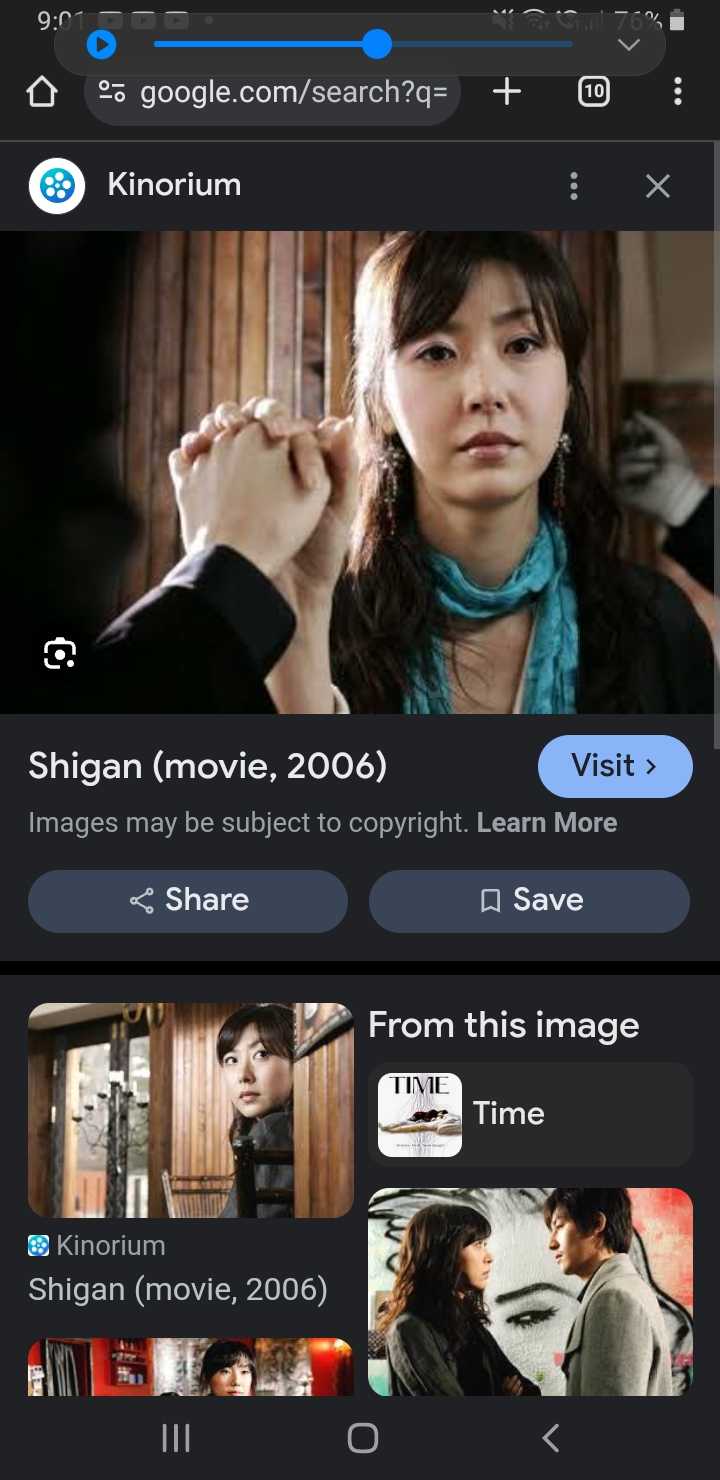 9:01
76%
google.com/search?q=
10
Kinorium
Shigan (movie, 2006)
Visit
Images may be subject to copyright. Learn More
Share
Save
From this image
TIME
Time
Kinorium
Shigan (movie, 2006)